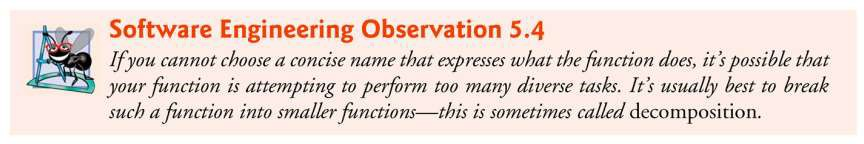 Software Engineering Observation 5.4
If you cannot choose a concise name that expresses what the function does, it’s possible that
your function is attempting to perform too many diverse tasks. It’s usually best to break
such a function into smaller functions—this is sometimes called decomposition.